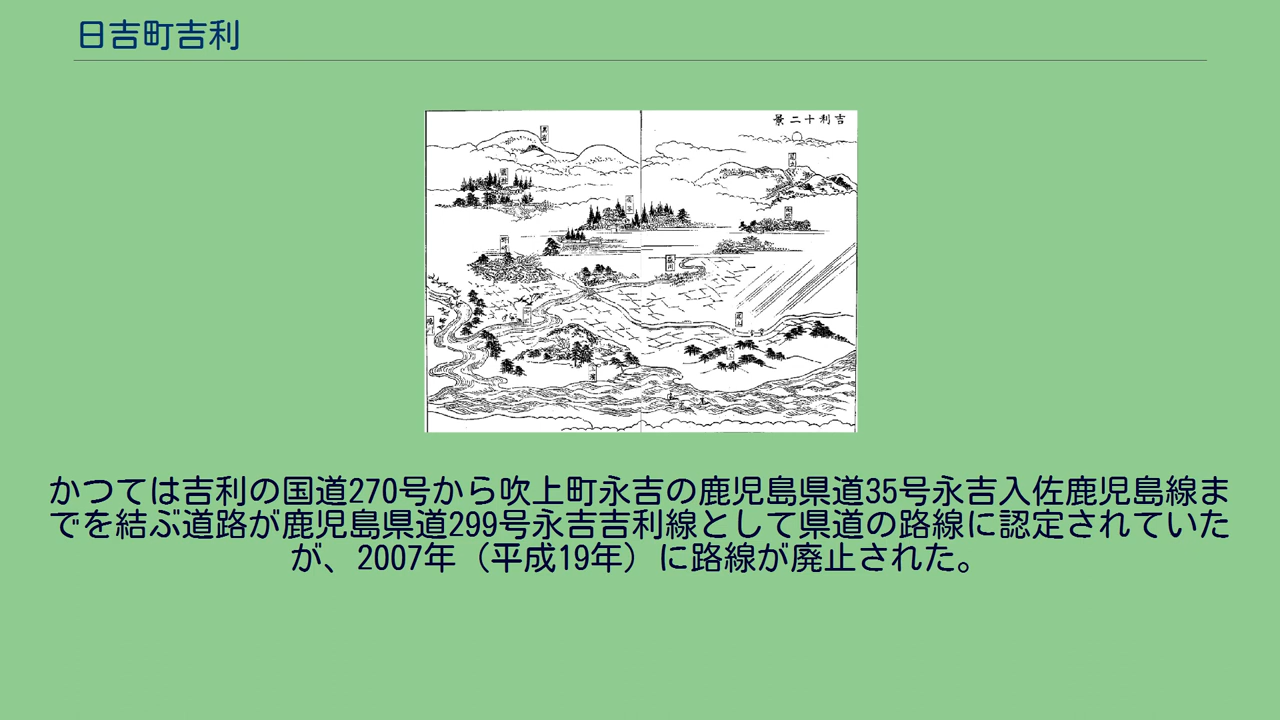 日吉町吉利
吉利十二景
かつては吉利の国道270号から吹上町永吉の鹿児島県道35号永吉入佐鹿児島線ま
でを結ぶ道路が鹿児島県道299号永吉吉利線として県道の路線に認定されていた
が、2007年（平成19年）に路線が廃止された。